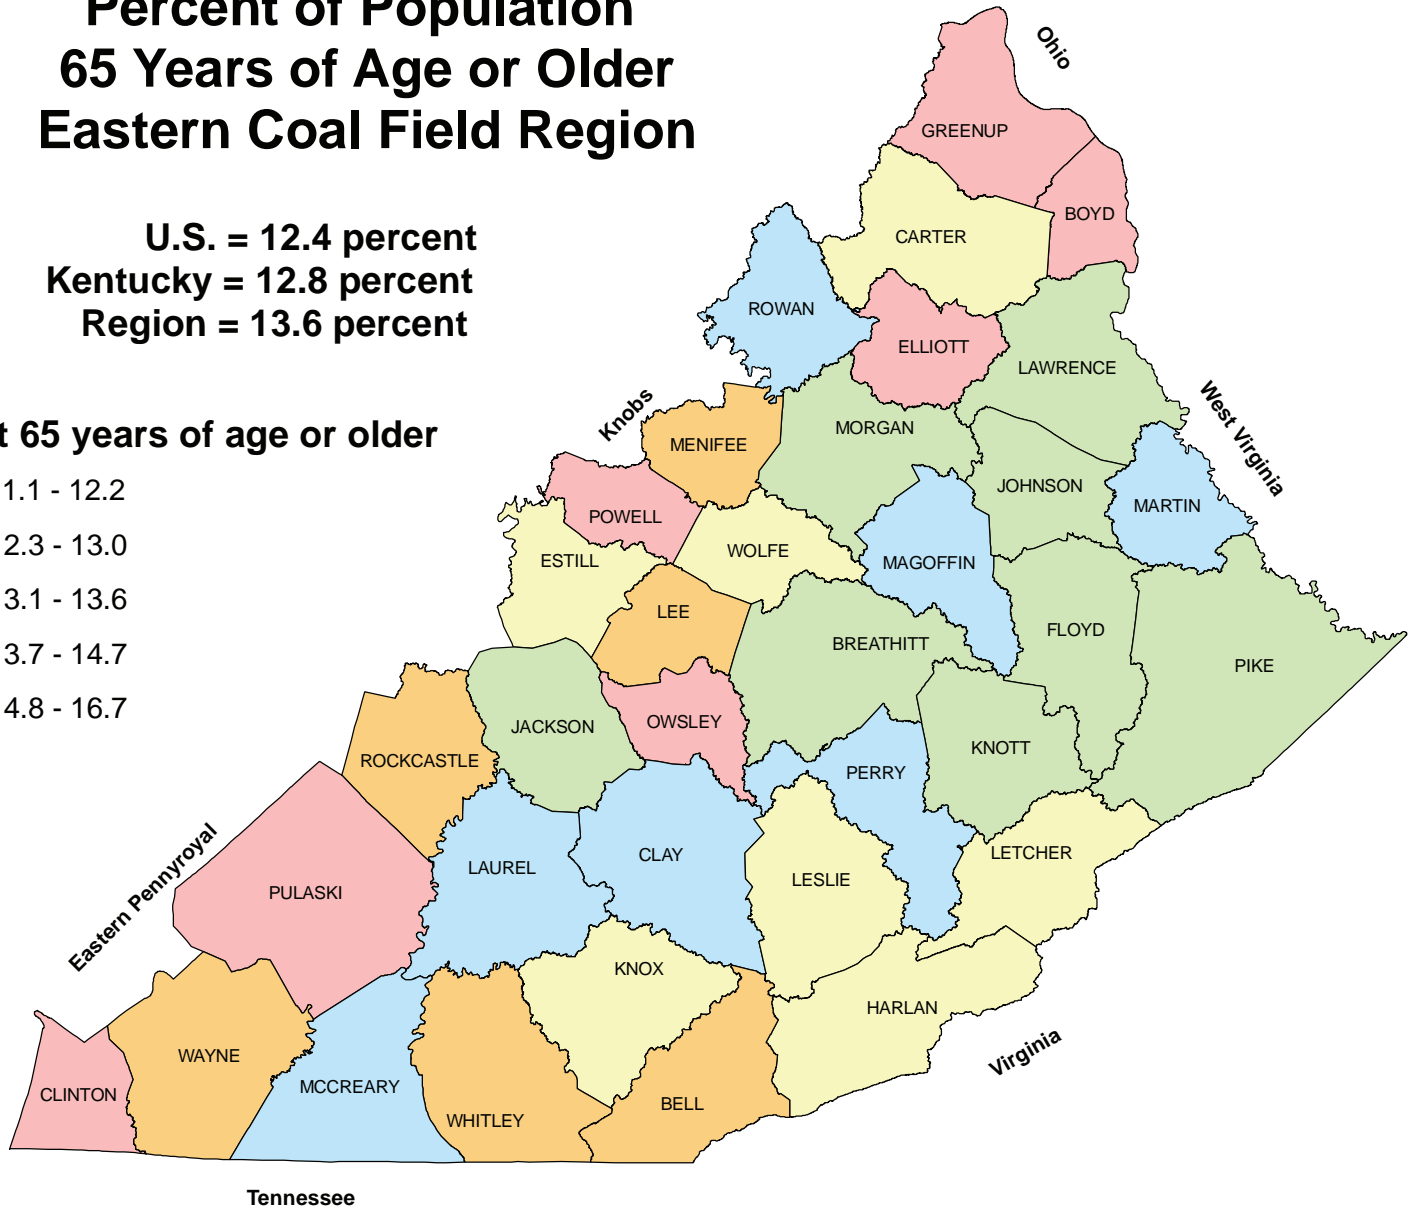 Percent of Population
65 Years of Age or Older
Eastern Coal Field Region
U.S. = 12.4 percent
Kentucky = 12.8 percent
Region = 13.6 percent
65 years of age or older
1.1 - 12.2
2.3 - 13.0
3.1 - 13.6
3.7 - 14.7
4.8 - 16.7
Ohio
GREENUP
BOYD
CARTER
ROWAN
ELLIOTT
LAWRENCE
West Virginia
Knobs
MENIFEE
MORGAN
JOHNSON
MARTIN
POWELL
WOLFE
ESTILL
MAGOFFIN
LEE
FLOYD
BREATHITT
PIKE
OWSLEY
JACKSON
KNOTT
ROCKCASTLE
PERRY
Eastern Pennyroyal
LETCHER
CLAY
LAUREL
LESLIE
PULASKI
KNOX
HARLAN
Virginia
WAYNE
MCCREARY
CLINTON
BELL
WHITLEY
Tennessee